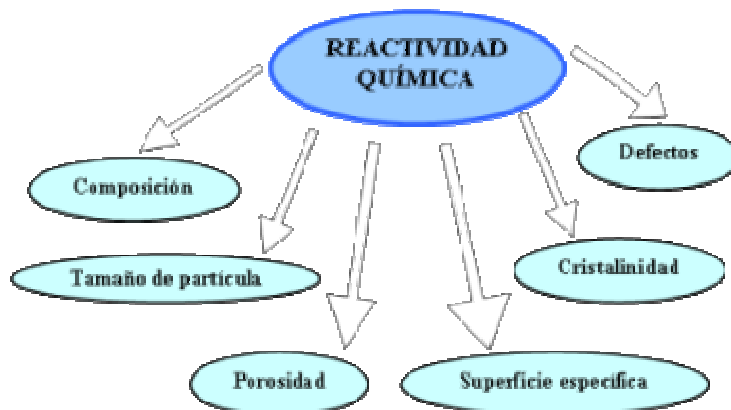 REACTIVIDAD
QUÍMICA
Defectos
Composición
Cristalinidad
Tamaño de partícula
Porosidad
Superficie específica